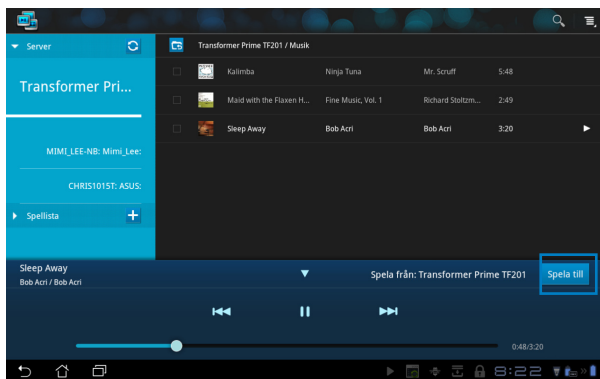 Server
Transformer Prime TF201 / Musik
Transformer Pri...
Kalimba Ninja Tuna Mr. Scruff 5:48
Maid with the Flaxen H... Fine Music, Vol. 1 Richard Stoltzm... 2:49
Sleep Away Bob Acri Bob Acri 3:20
MIMI_LEE-NB: Mimi_Lee:
CHRIS1015T: ASUS:
Spellista
Sleep Away
Bob Acri / Bob Acri
Spela från: Transformer Prime TF201
Spela till
0:48/3:20
8:22